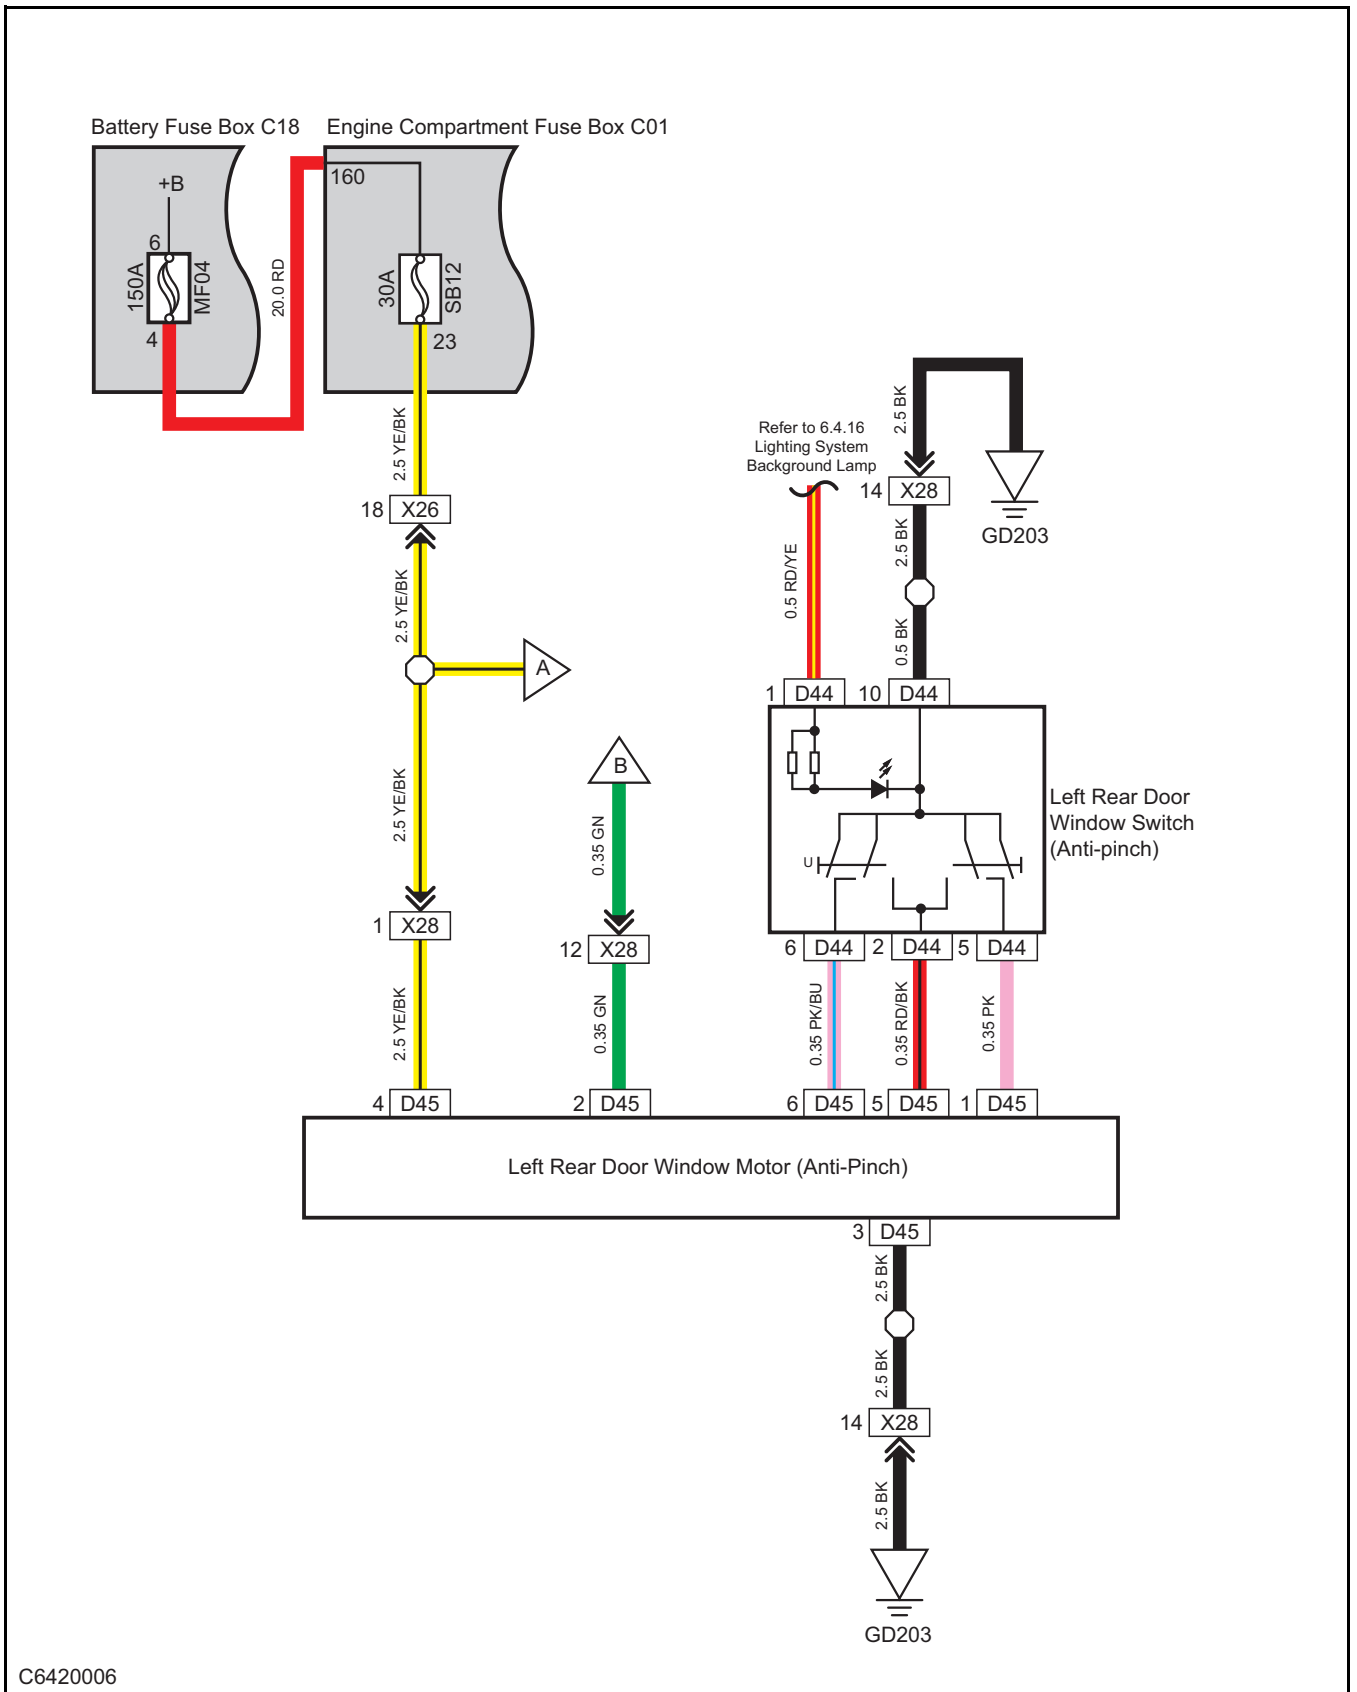 Battery Fuse Box C18
Engine Compartment Fuse Box C01
+B
6
150A
MF04
4
20.0 RD
160
30A
SB12
23
2.5 YE/BK
18 X26
2.5 YE/BK
A
2.5 YE/BK
1 X28
2.5 YE/BK
4 D45
B
0.35 GN
12 X28
0.35 GN
2 D45
Refer to 6.4.16
Lighting System
Background Lamp
0.5 RD/YE
1 D44
2.5 BK
14 X28
GD203
2.5 BK
0.5 BK
10 D44
U
Left Rear Door
Window Switch
(Anti-pinch)
6 D44
2 D44
5 D44
0.35 PK/BU
0.35 RD/BK
0.35 PK
6 D45
5 D45
1 D45
Left Rear Door Window Motor (Anti-Pinch)
3 D45
2.5 BK
2.5 BK
14 X28
2.5 BK
GD203
C6420006